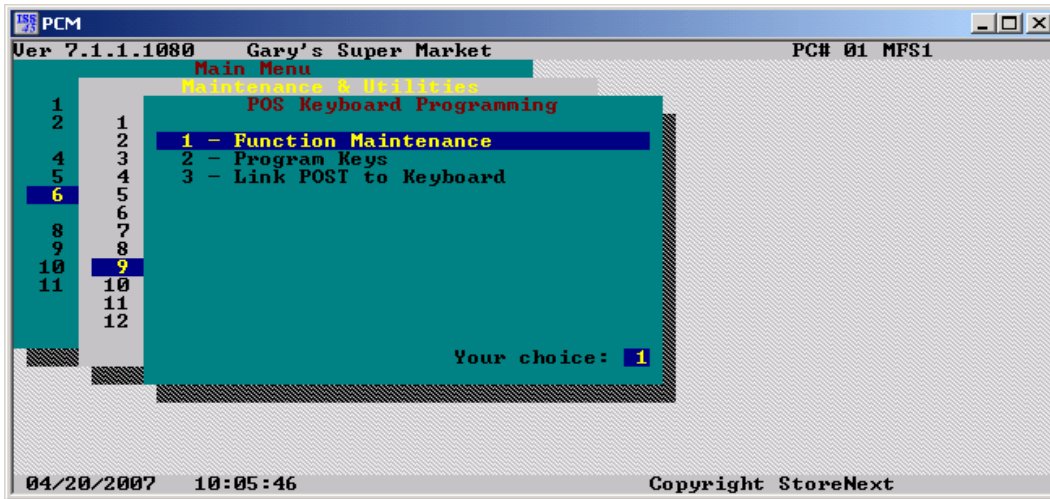 ISS 45 PCM
Ver 7.1.1.1080 Gary's Super Market PC# 01 MFS1
Main Menu
Maintenance & Utilities
POS Keyboard Programming
1
2
4
5
6
8
9
10
11
1
2
3
4
5
6
7
8
9
10
11
12
1 - Function Maintenance
2 - Program Keys
3 - Link POST to Keyboard
Your choice: 1
04/20/2007 10:05:46 Copyright StoreNext